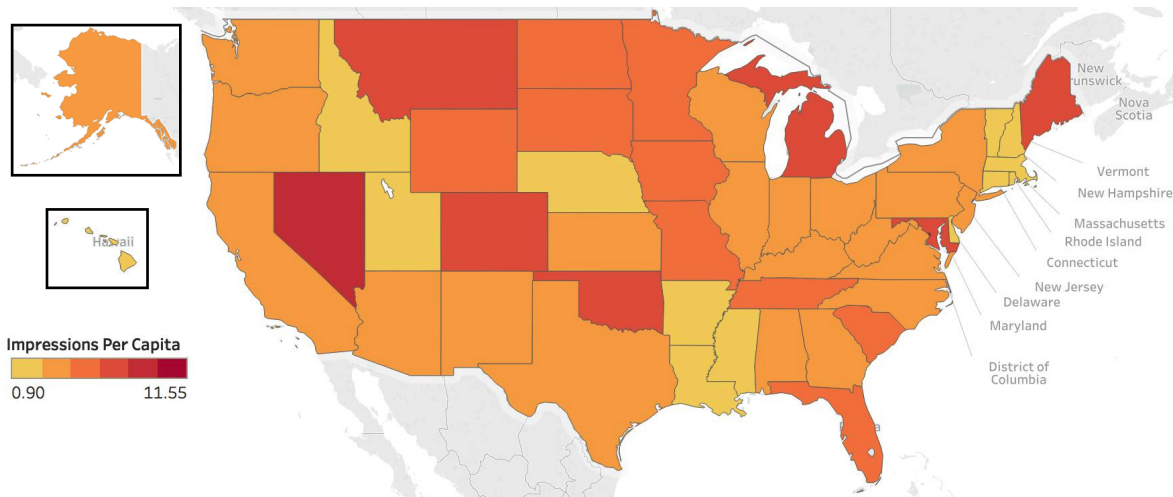 New
runswick
Nova
Scotia
Vermont
New Hampshire
Massachusetts
Rhode Island
Connecticut
New Jersey
Delaware
Maryland
District of
Columbia
Hawaii
Impressions Per Capita
0.90
11.55